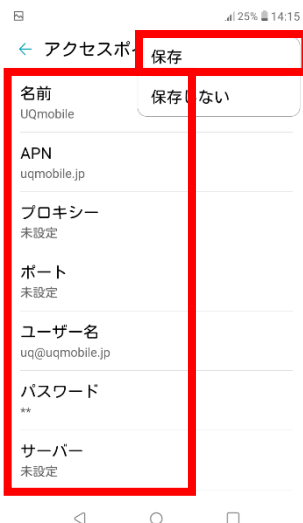 25% 14:15
← アクセスポイ
保存
保存しない
名前
UQmobile
APN
uqmobile.jp
プロキシー
未設定
ポート
未設定
ユーザー名
uq@uqmobile.jp
パスワード
**
サーバー
未設定